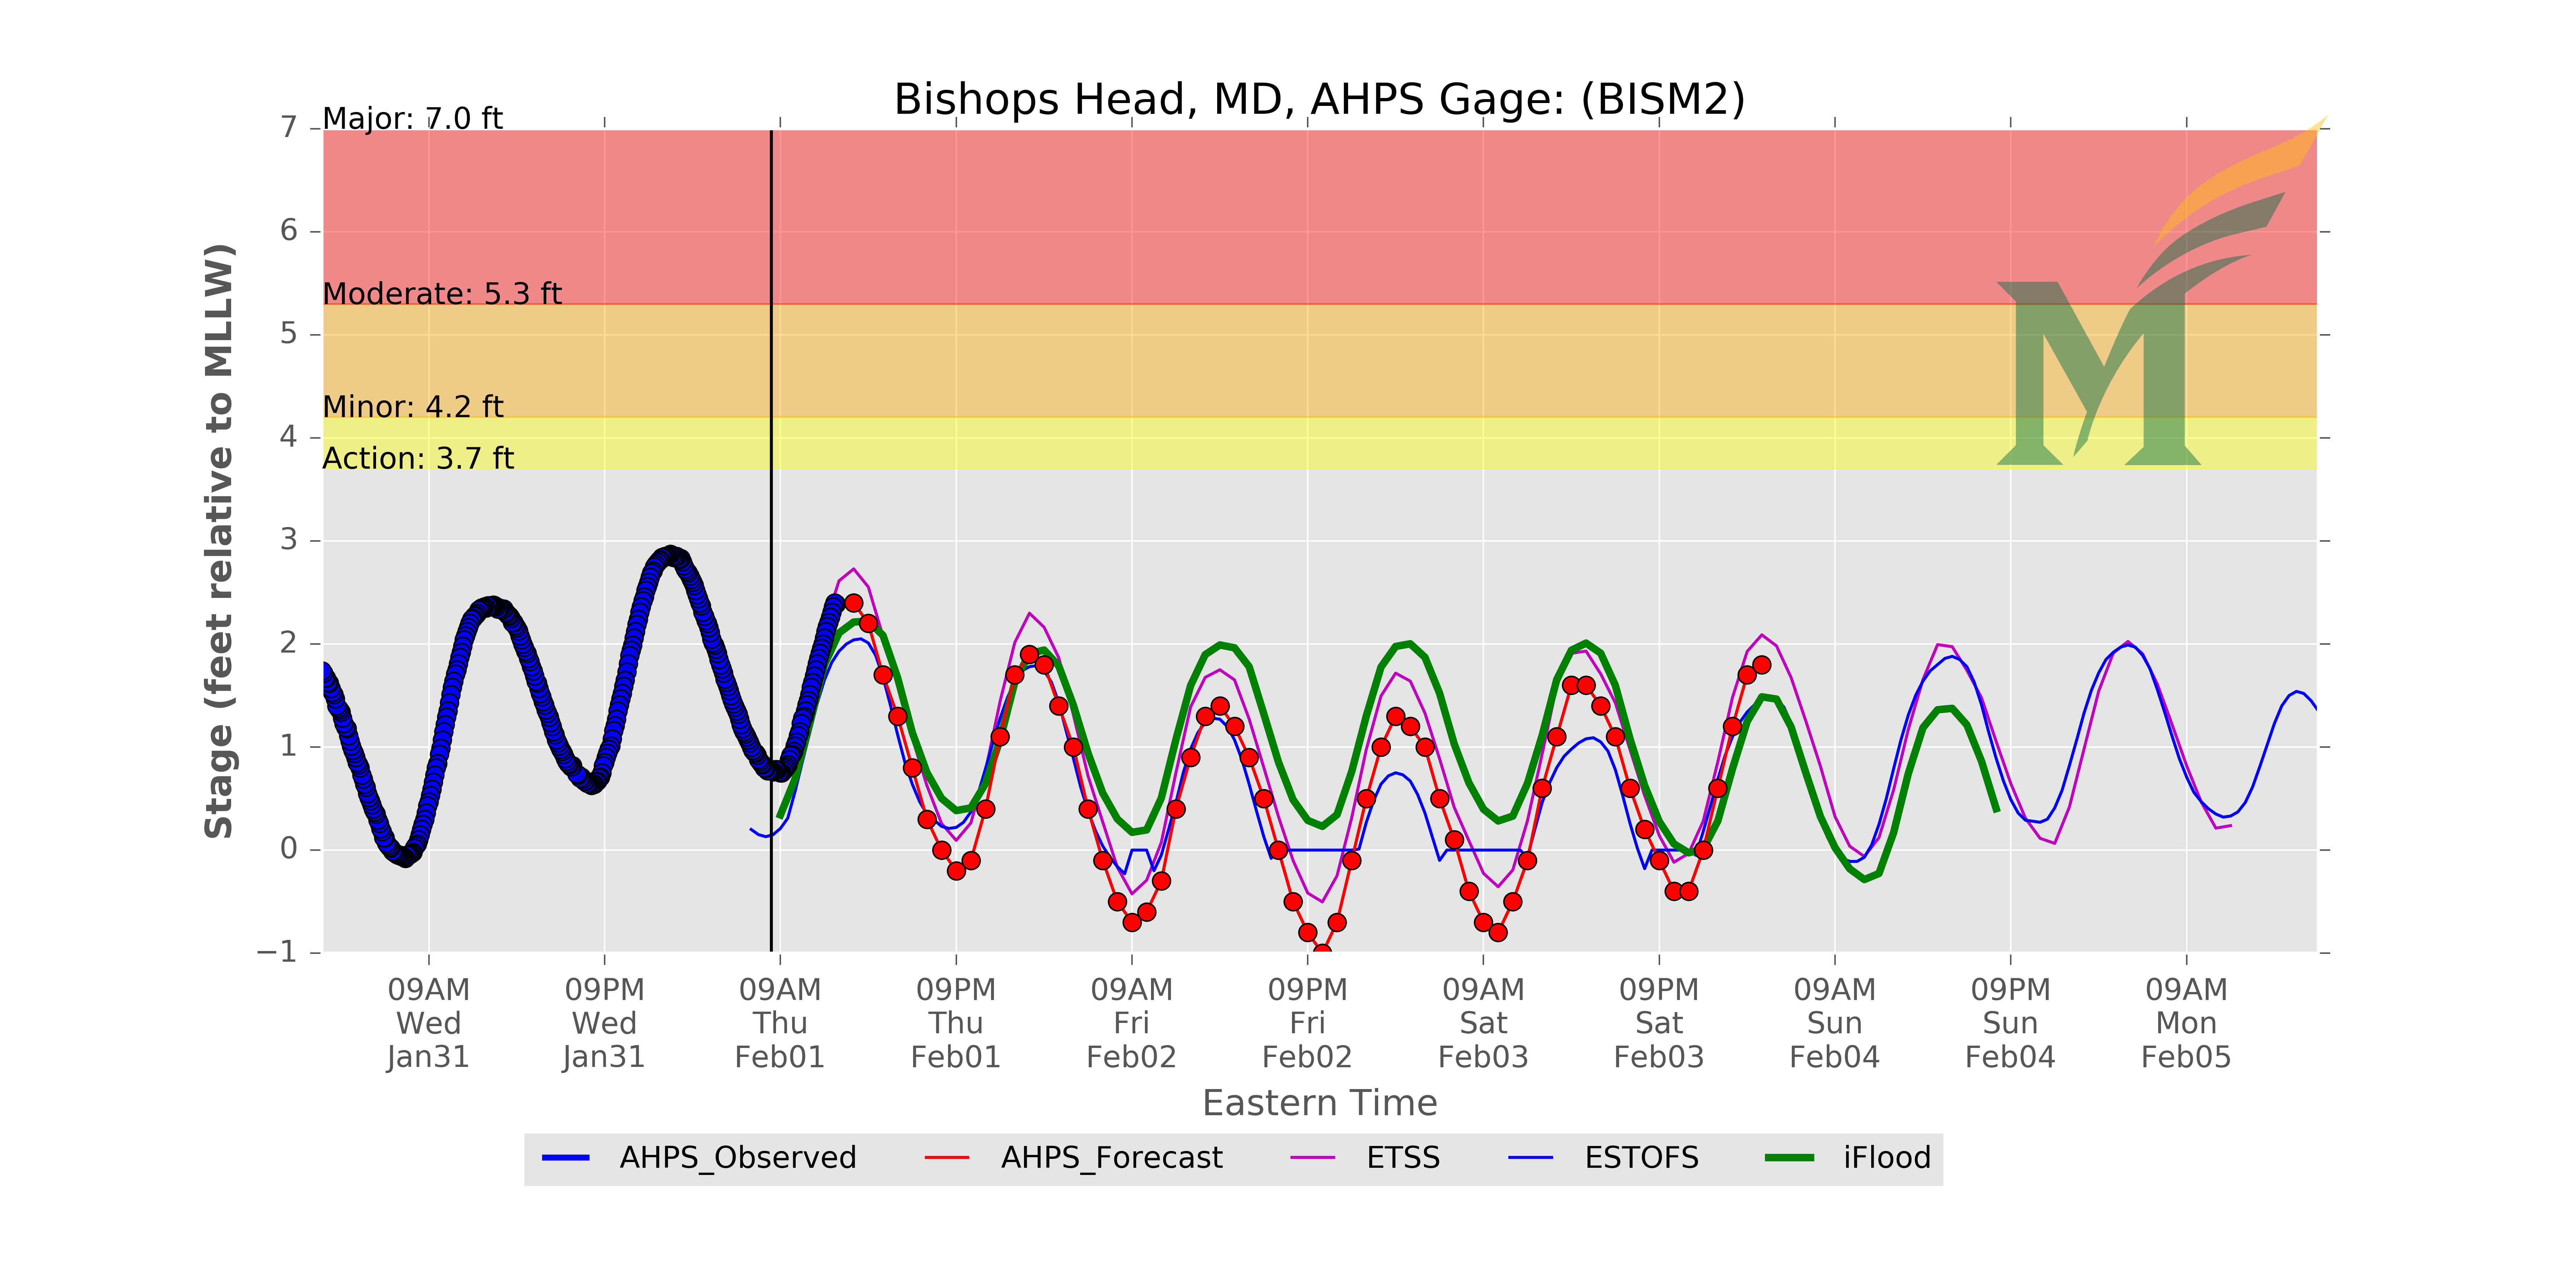 Bishops Head, MD, AHPS Gage: (BISM2)
Major: 7.0 ft
Moderate: 5.3 ft
Minor: 4.2 ft
Action: 3.7 ft
Stage (feet relative to MLLW)
7
6
5
4
3
2
1
0
−1
09AM 09PM 09AM 09PM 09AM 09PM 09AM 09PM 09AM 09PM 09AM
Wed Wed Thu Thu Fri Fri Sat Sat Sun Sun Mon
Jan31 Jan31 Feb01 Feb01 Feb02 Feb02 Feb03 Feb03 Feb04 Feb04 Feb05
Eastern Time
AHPS_Observed AHPS_Forecast ETSS ESTOFS iFlood
M